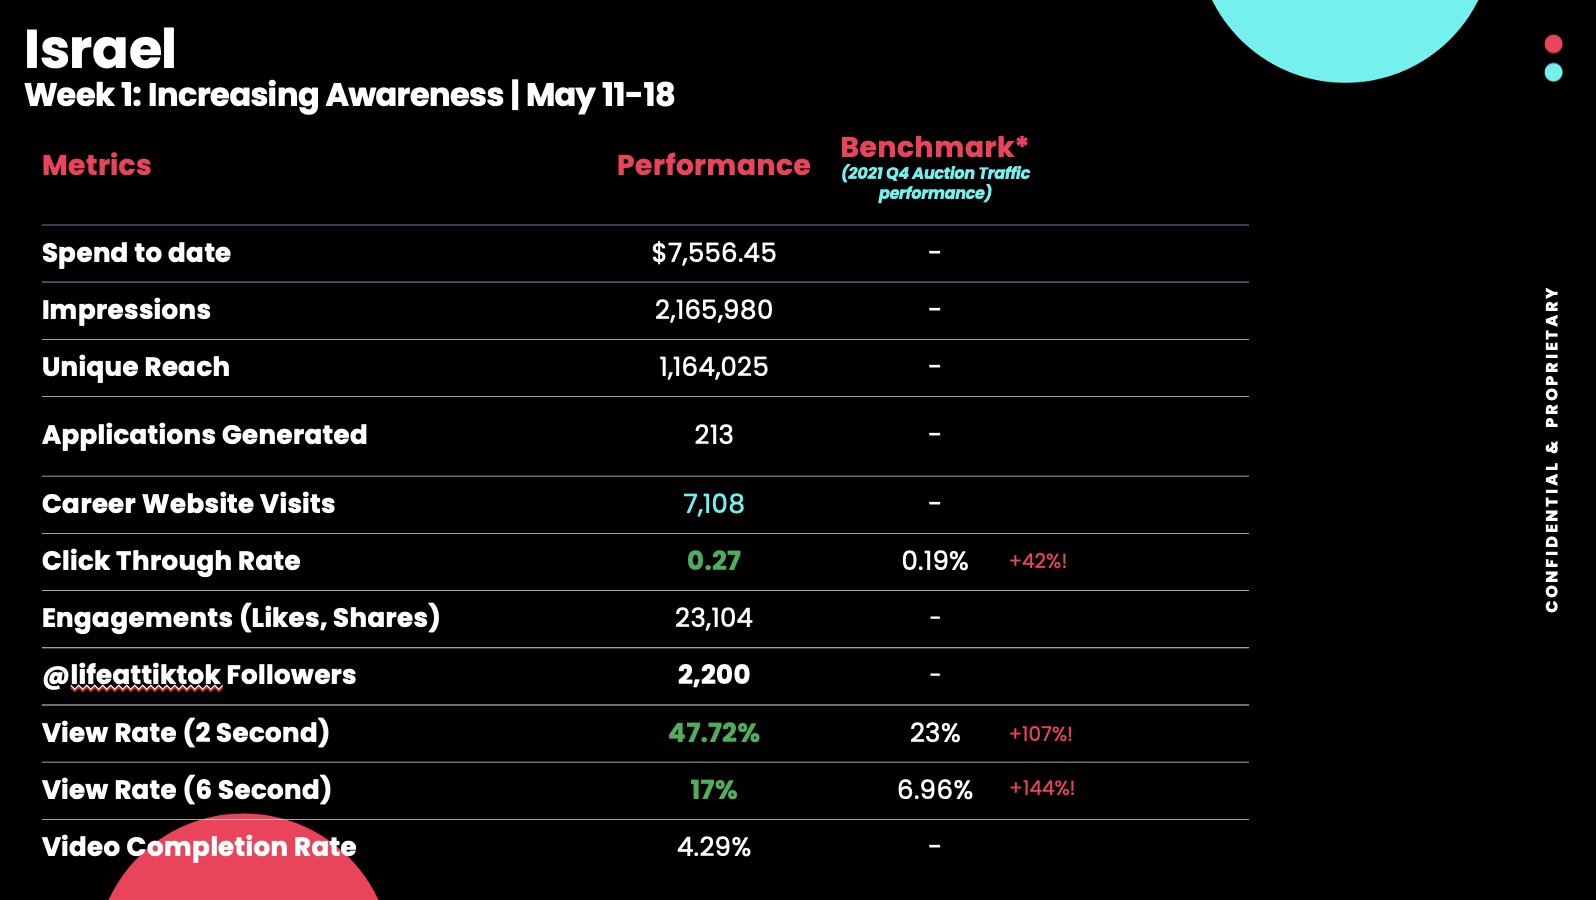 Israel
Week 1: Increasing Awareness | May 11-18
Metrics Performance Benchmark*
(2021 Q4 Auction Traffic
performance)
Spend to date $7,556.45 -
Impressions 2,165,980 -
Unique Reach 1,164,025 -
Applications Generated 213 -
Career Website Visits 7,108 -
Click Through Rate 0.27 0.19% +42%!
Engagements (Likes, Shares) 23,104 -
@lifeattiktok Followers 2,200 -
View Rate (2 Second) 47.72% 23% +107%!
View Rate (6 Second) 17% 6.96% +144%!
Video Completion Rate 4.29% -
CONFIDENTIAL & PROPRIETARY